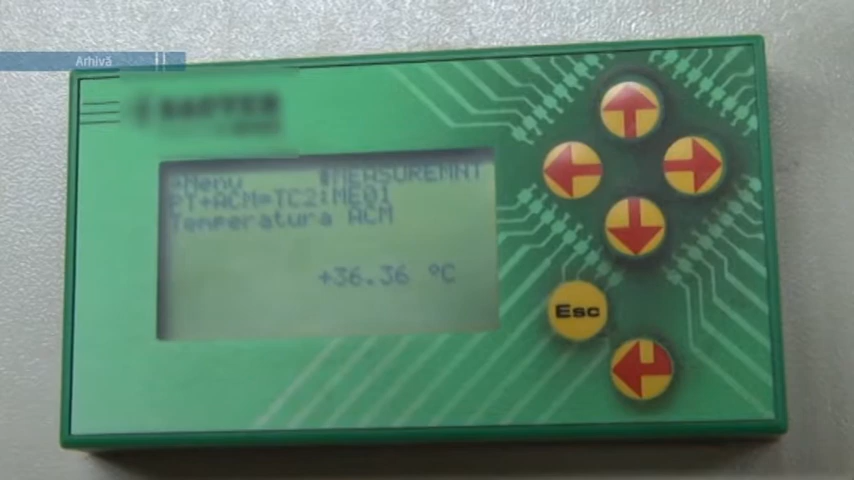 Arhivă
Menu MEASUREMNT
PT+ACM=TC2:ME01
Temperatura ACM
+36.36 °C
Esc